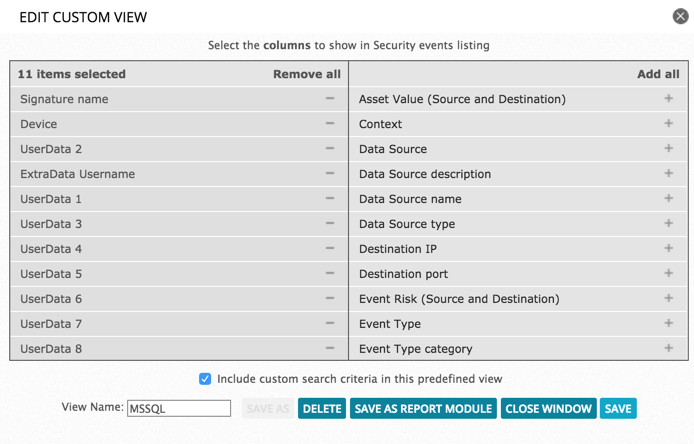 EDIT CUSTOM VIEW
Select the columns to show in Security events listing
11 items selected Remove all Add all
Signature name − Asset Value (Source and Destination) +
Device − Context +
UserData 2 − Data Source +
ExtraData Username − Data Source description +
UserData 1 − Data Source name +
UserData 3 − Data Source type +
UserData 4 − Destination IP +
UserData 5 − Destination port +
UserData 6 − Event Risk (Source and Destination) +
UserData 7 − Event Type +
UserData 8 − Event Type category +
Include custom search criteria in this predefined view
View Name: MSSQL SAVE AS DELETE SAVE AS REPORT MODULE CLOSE WINDOW SAVE